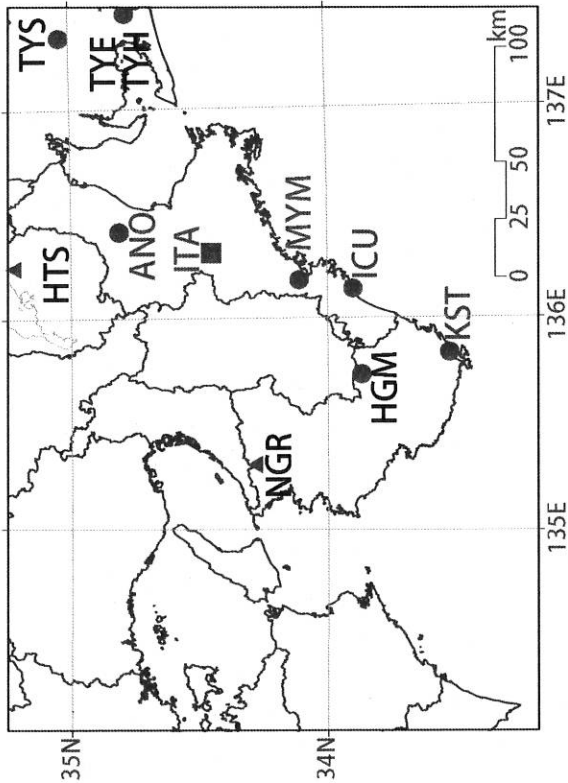 TYS
TYE
TYH
HTS
ANO
ITA
MYM
ICU
HGM
KST
NGR
35N
34N
135E
136E
137E
0 25 50 100
km